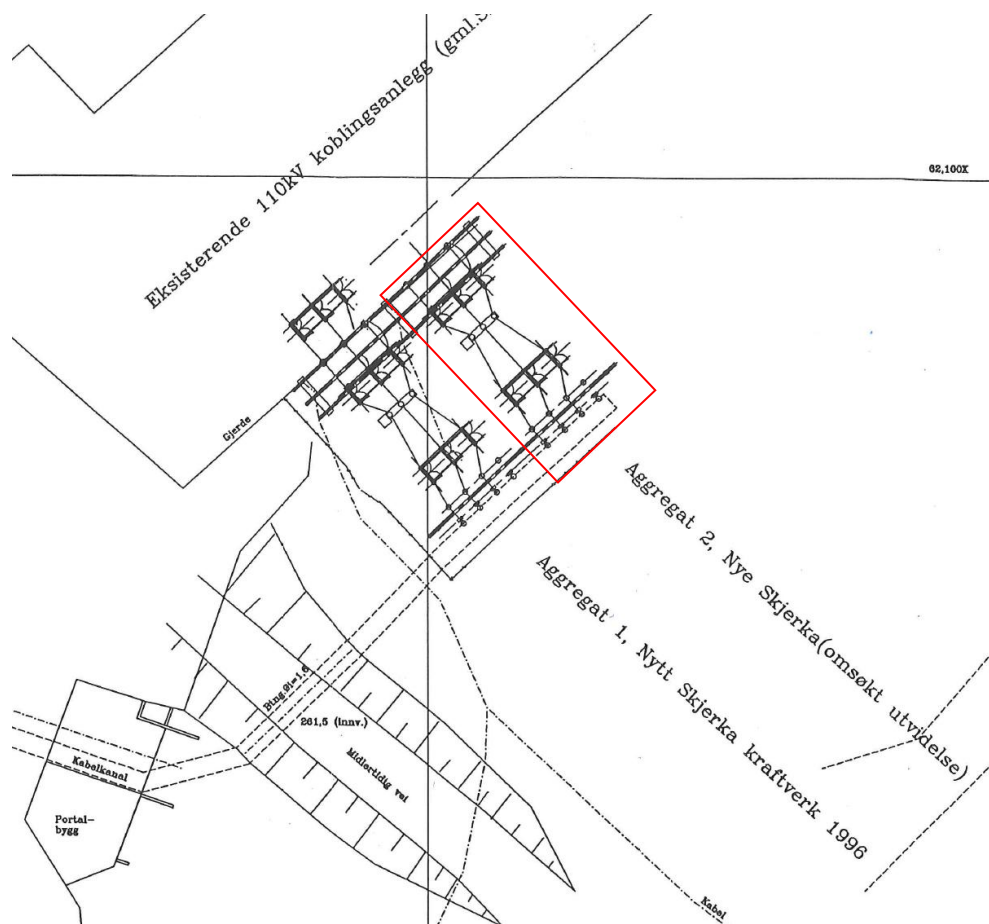 Eksisterende 110kV koblingsanlegg (gml.S
62,100X
Gjerde
Aggregat 2, Nye Skjerka(omsøkt utvidelse)
Aggregat 1, Nytt Skjerka kraftverk 1996
261,5 (innv.)
Midlertidig vei
Kabelkanal
Portal-
bygg
Kabel